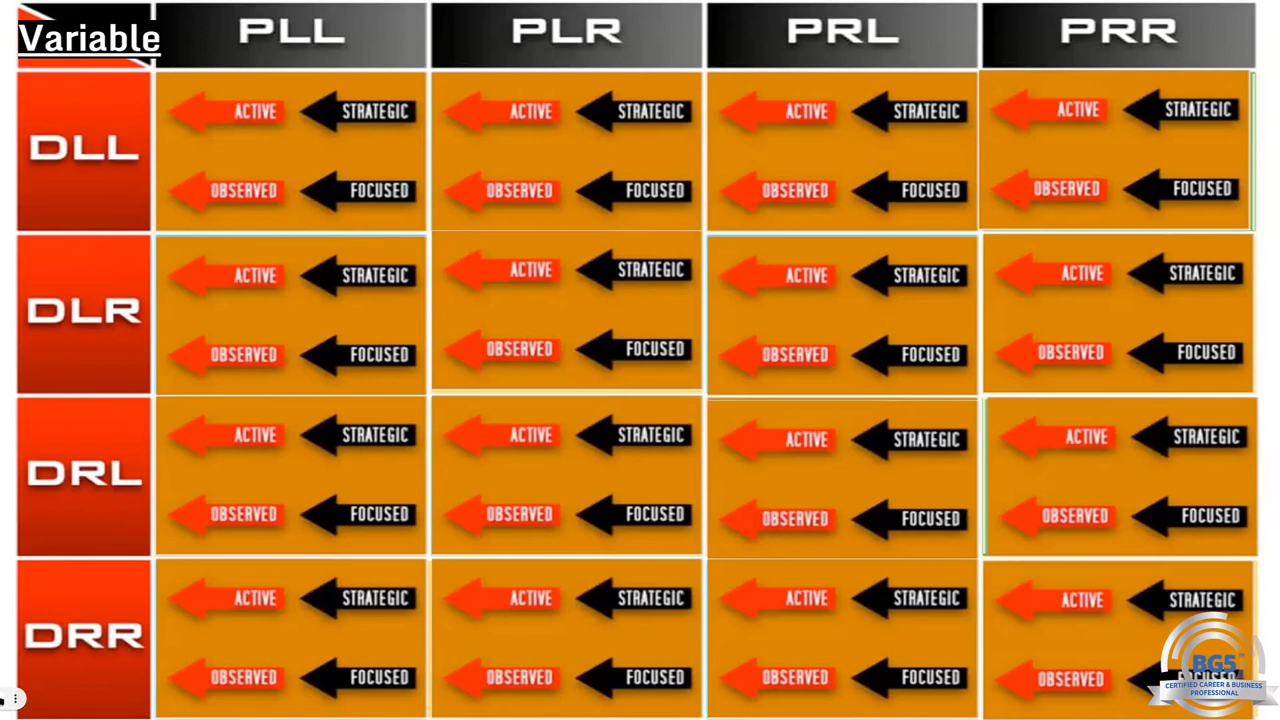 Variable PLL PLR PRL PRR
ACTIVE STRATEGIC ACTIVE STRATEGIC ACTIVE STRATEGIC ACTIVE STRATEGIC
DLL
OBSERVED FOCUSED OBSERVED FOCUSED OBSERVED FOCUSED OBSERVED FOCUSED
ACTIVE STRATEGIC ACTIVE STRATEGIC ACTIVE STRATEGIC ACTIVE STRATEGIC
DLR
OBSERVED FOCUSED OBSERVED FOCUSED OBSERVED FOCUSED OBSERVED FOCUSED
ACTIVE STRATEGIC ACTIVE STRATEGIC ACTIVE STRATEGIC ACTIVE STRATEGIC
DRL
OBSERVED FOCUSED OBSERVED FOCUSED OBSERVED FOCUSED OBSERVED FOCUSED
ACTIVE STRATEGIC ACTIVE STRATEGIC ACTIVE STRATEGIC ACTIVE STRATEGIC
DRR
OBSERVED FOCUSED OBSERVED FOCUSED OBSERVED FOCUSED OBSERVED
BG5™
CERTIFIED CAREER & BUSINESS
PROFESSIONAL